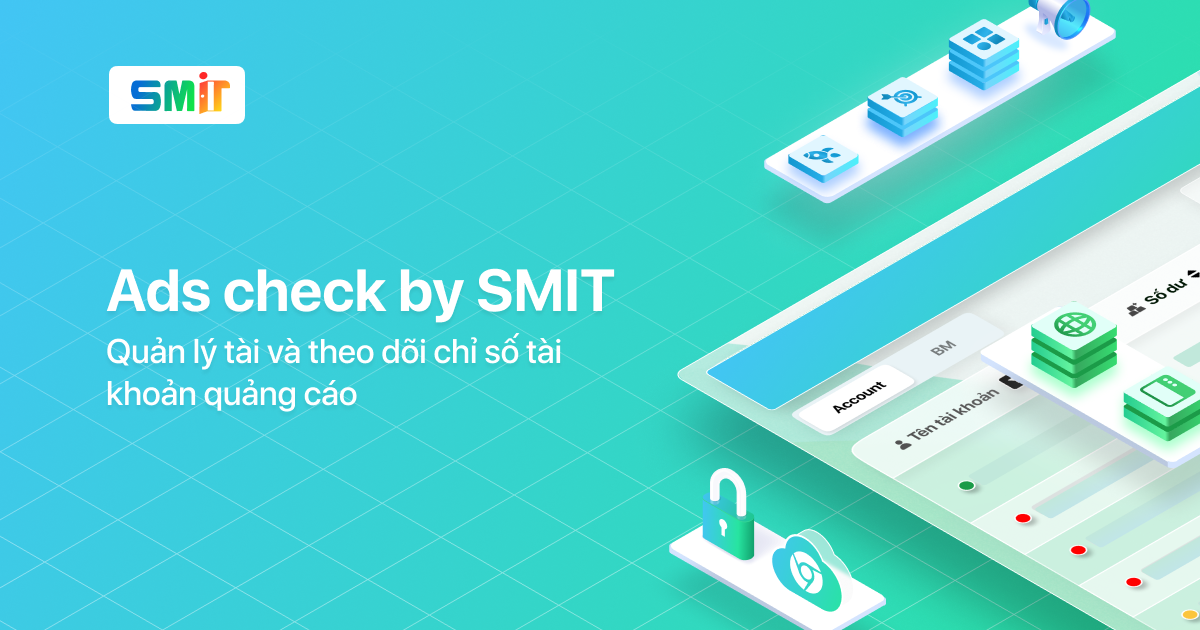 SMIT
Ads check by SMIT
Quản lý tài và theo dõi chỉ số tài
khoản quảng cáo
Số dư
BM
Account
Tên tài khoản